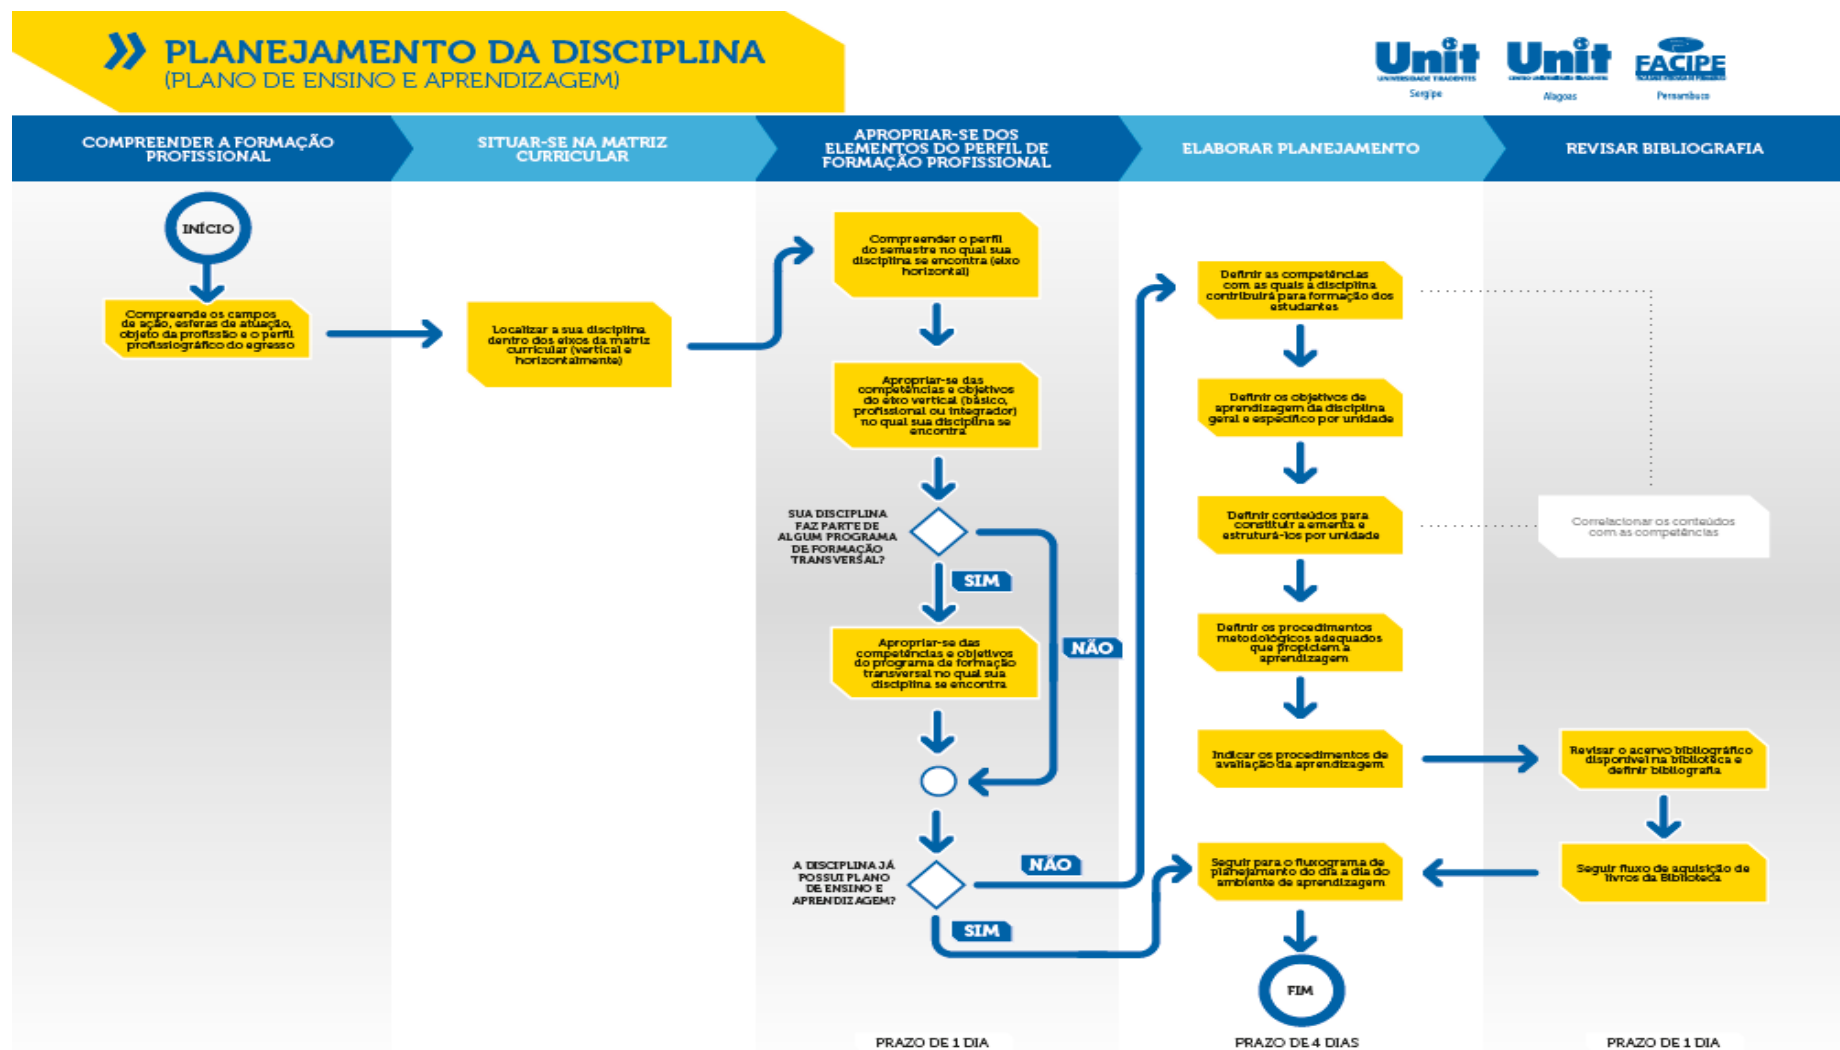 PLANEJAMENTO DA DISCIPLINA
(PLANO DE ENSINO E APRENDIZAGEM)
Unit
UNIVERSIDADE TIRADENTES
Sergipe
Unit
CENTRO UNIVERSITÁRIO TIRADENTES
Alagoas
FACIPE
Pernambuco
COMPREENDER A FORMAÇÃO
PROFISSIONAL
SITUAR-SE NA MATRIZ
CURRICULAR
APROPRIAR-SE DOS
ELEMENTOS DO PERFIL DE
FORMAÇÃO PROFISSIONAL
ELABORAR PLANEJAMENTO
REVISAR BIBLIOGRAFIA
INÍCIO
Compreende os campos
de ação, esferas de atuação,
objeto da profissão e o perfil
profissiográfico do egresso
Localizar a sua disciplina
dentro dos eixos da matriz
curricular (vertical e
horizontalmente)
Compreender o perfil
do semestre no qual sua
disciplina se encontra (eixo
horizontal)
Apropriar-se das
competências e objetivos
do eixo vertical (básico,
profissional ou integrador)
no qual sua disciplina se
encontra
SUA DISCIPLINA
FAZ PARTE DE
ALGUM PROGRAMA
DE FORMAÇÃO
TRANSVERSAL?
SIM
NÃO
Apropriar-se das
competências e objetivos
do programa de formação
transversal no qual sua
disciplina se encontra
A DISCIPLINA JÁ
POSSUI PLANO
DE ENSINO E
APRENDIZAGEM?
NÃO
SIM
Definir as competências
com as quais a disciplina
contribuirá para formação dos
estudantes
Definir os objetivos de
aprendizagem da disciplina
geral e específico por unidade
Definir conteúdos para
constituir a ementa e
estruturá-los por unidade
Correlacionar os conteúdos
com as competências
Definir os procedimentos
metodológicos adequados
que propiciem a
aprendizagem
Indicar os procedimentos de
avaliação da aprendizagem
Revisar o acervo bibliográfico
disponível na biblioteca e
definir bibliografia
Seguir fluxo de aquisição de
livros da Biblioteca
Seguir para o fluxograma de
planejamento do dia a dia do
ambiente de aprendizagem
FIM
PRAZO DE 1 DIA
PRAZO DE 4 DIAS
PRAZO DE 1 DIA